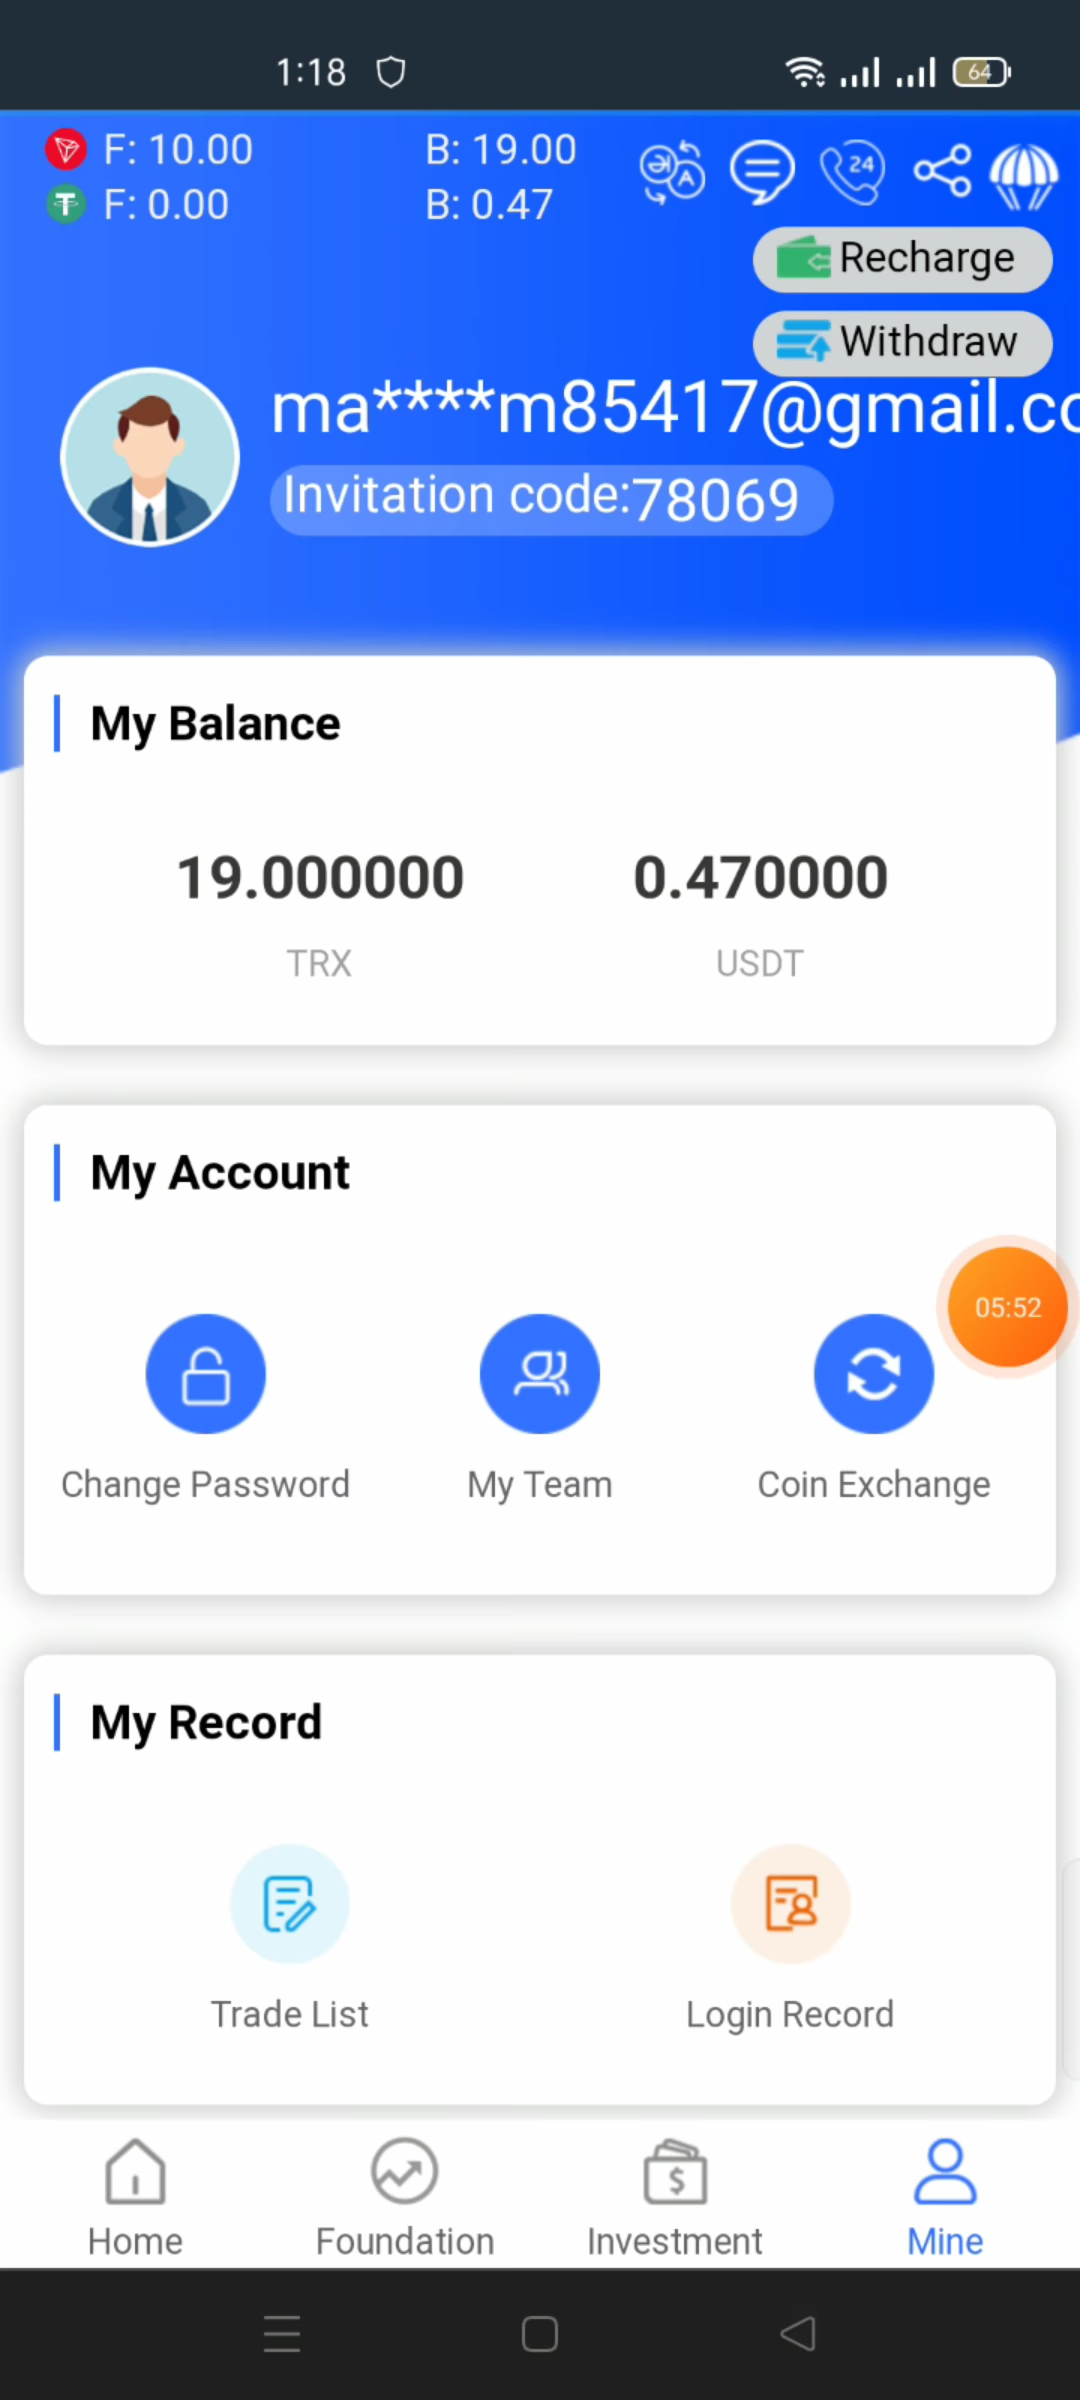 1:18 64
F: 10.00 B: 19.00
F: 0.00 B: 0.47
24
Recharge
Withdraw
ma****m85417@gmail.co
Invitation code:78069
My Balance
19.000000 0.470000
TRX USDT
My Account
05:52
Change Password My Team Coin Exchange
My Record
Trade List Login Record
Home Foundation Investment Mine